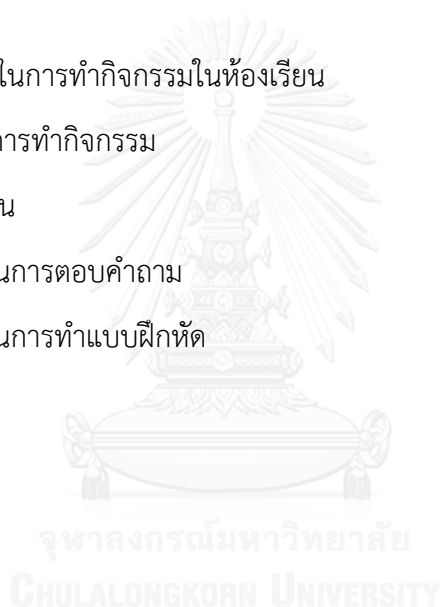 ในการทำกิจกรรมในห้องเรียน
การทำกิจกรรม
น
นการตอบคำถาม
นการทำแบบฝึกหัด
จุฬาลงกรณ์มหาวิทยาลัย
CHULALONGKORN UNIVERSITY